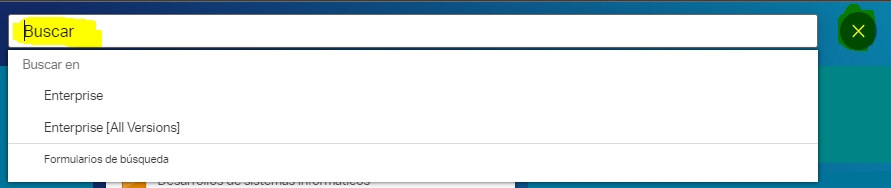 Buscar
Buscar en
Enterprise
Enterprise [All Versions]
Formularios de búsqueda
Desarrollos de sistemas informáticos